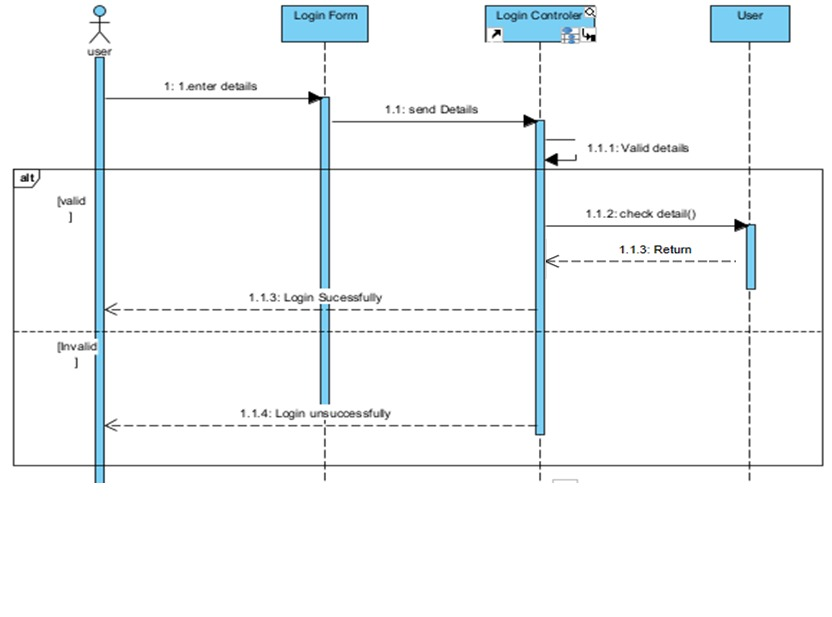 Login Form
Login Controler
User
user
1: 1.enter details
1.1: send Details
1.1.1: Valid details
alt
[valid
]
1.1.2: check detail()
1.1.3: Return
1.1.3: Login Sucessfully
[Invalid
]
1.1.4: Login unsuccessfully